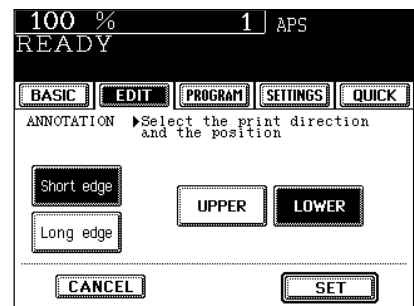 100 % 1 APS
READY
BASIC EDIT PROGRAM SETTINGS QUICK
ANNOTATION ▶Select the print direction
and the position
Short edge
UPPER LOWER
Long edge
CANCEL SET